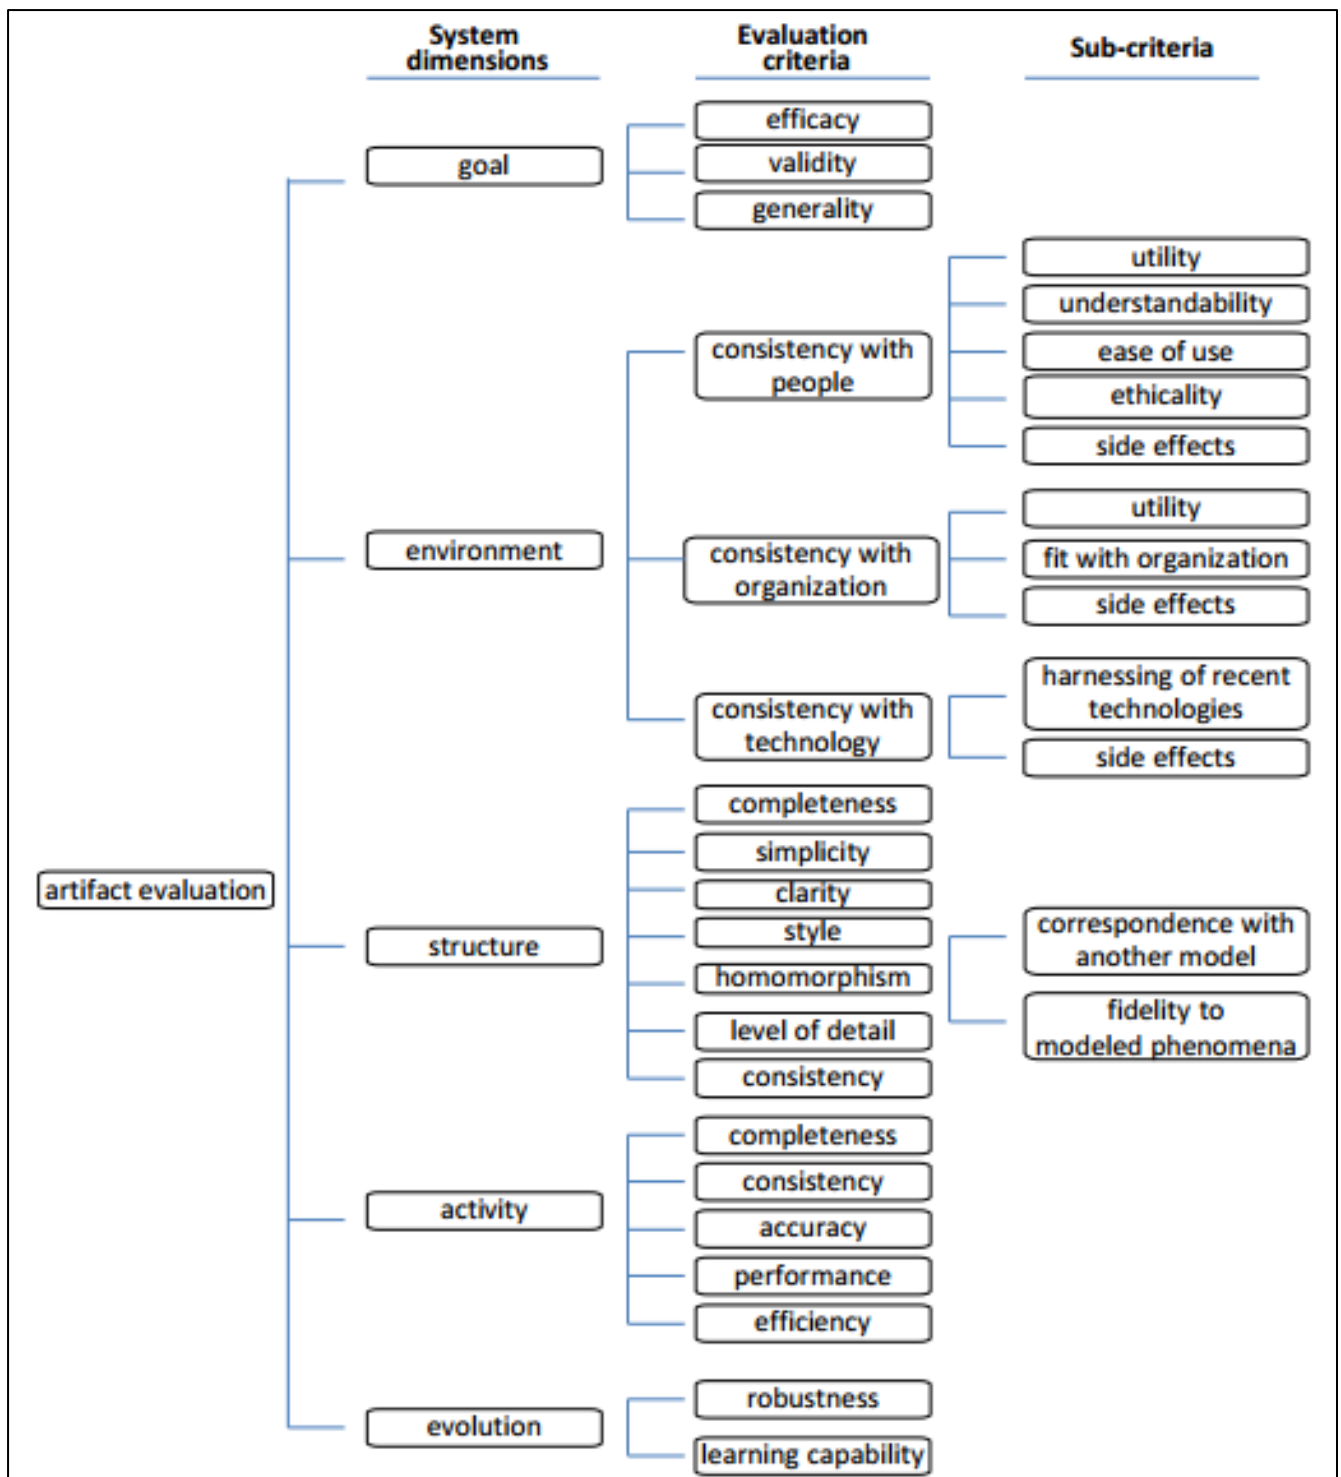 System
dimensions
Evaluation
criteria
Sub-criteria
artifact evaluation
goal
efficacy
validity
generality
environment
consistency with
people
utility
understandability
ease of use
ethicality
side effects
consistency with
organization
utility
fit with organization
side effects
consistency with
technology
harnessing of recent
technologies
side effects
structure
completeness
simplicity
clarity
style
homomorphism
correspondence with
another model
fidelity to
modeled phenomena
level of detail
consistency
activity
completeness
consistency
accuracy
performance
efficiency
evolution
robustness
learning capability